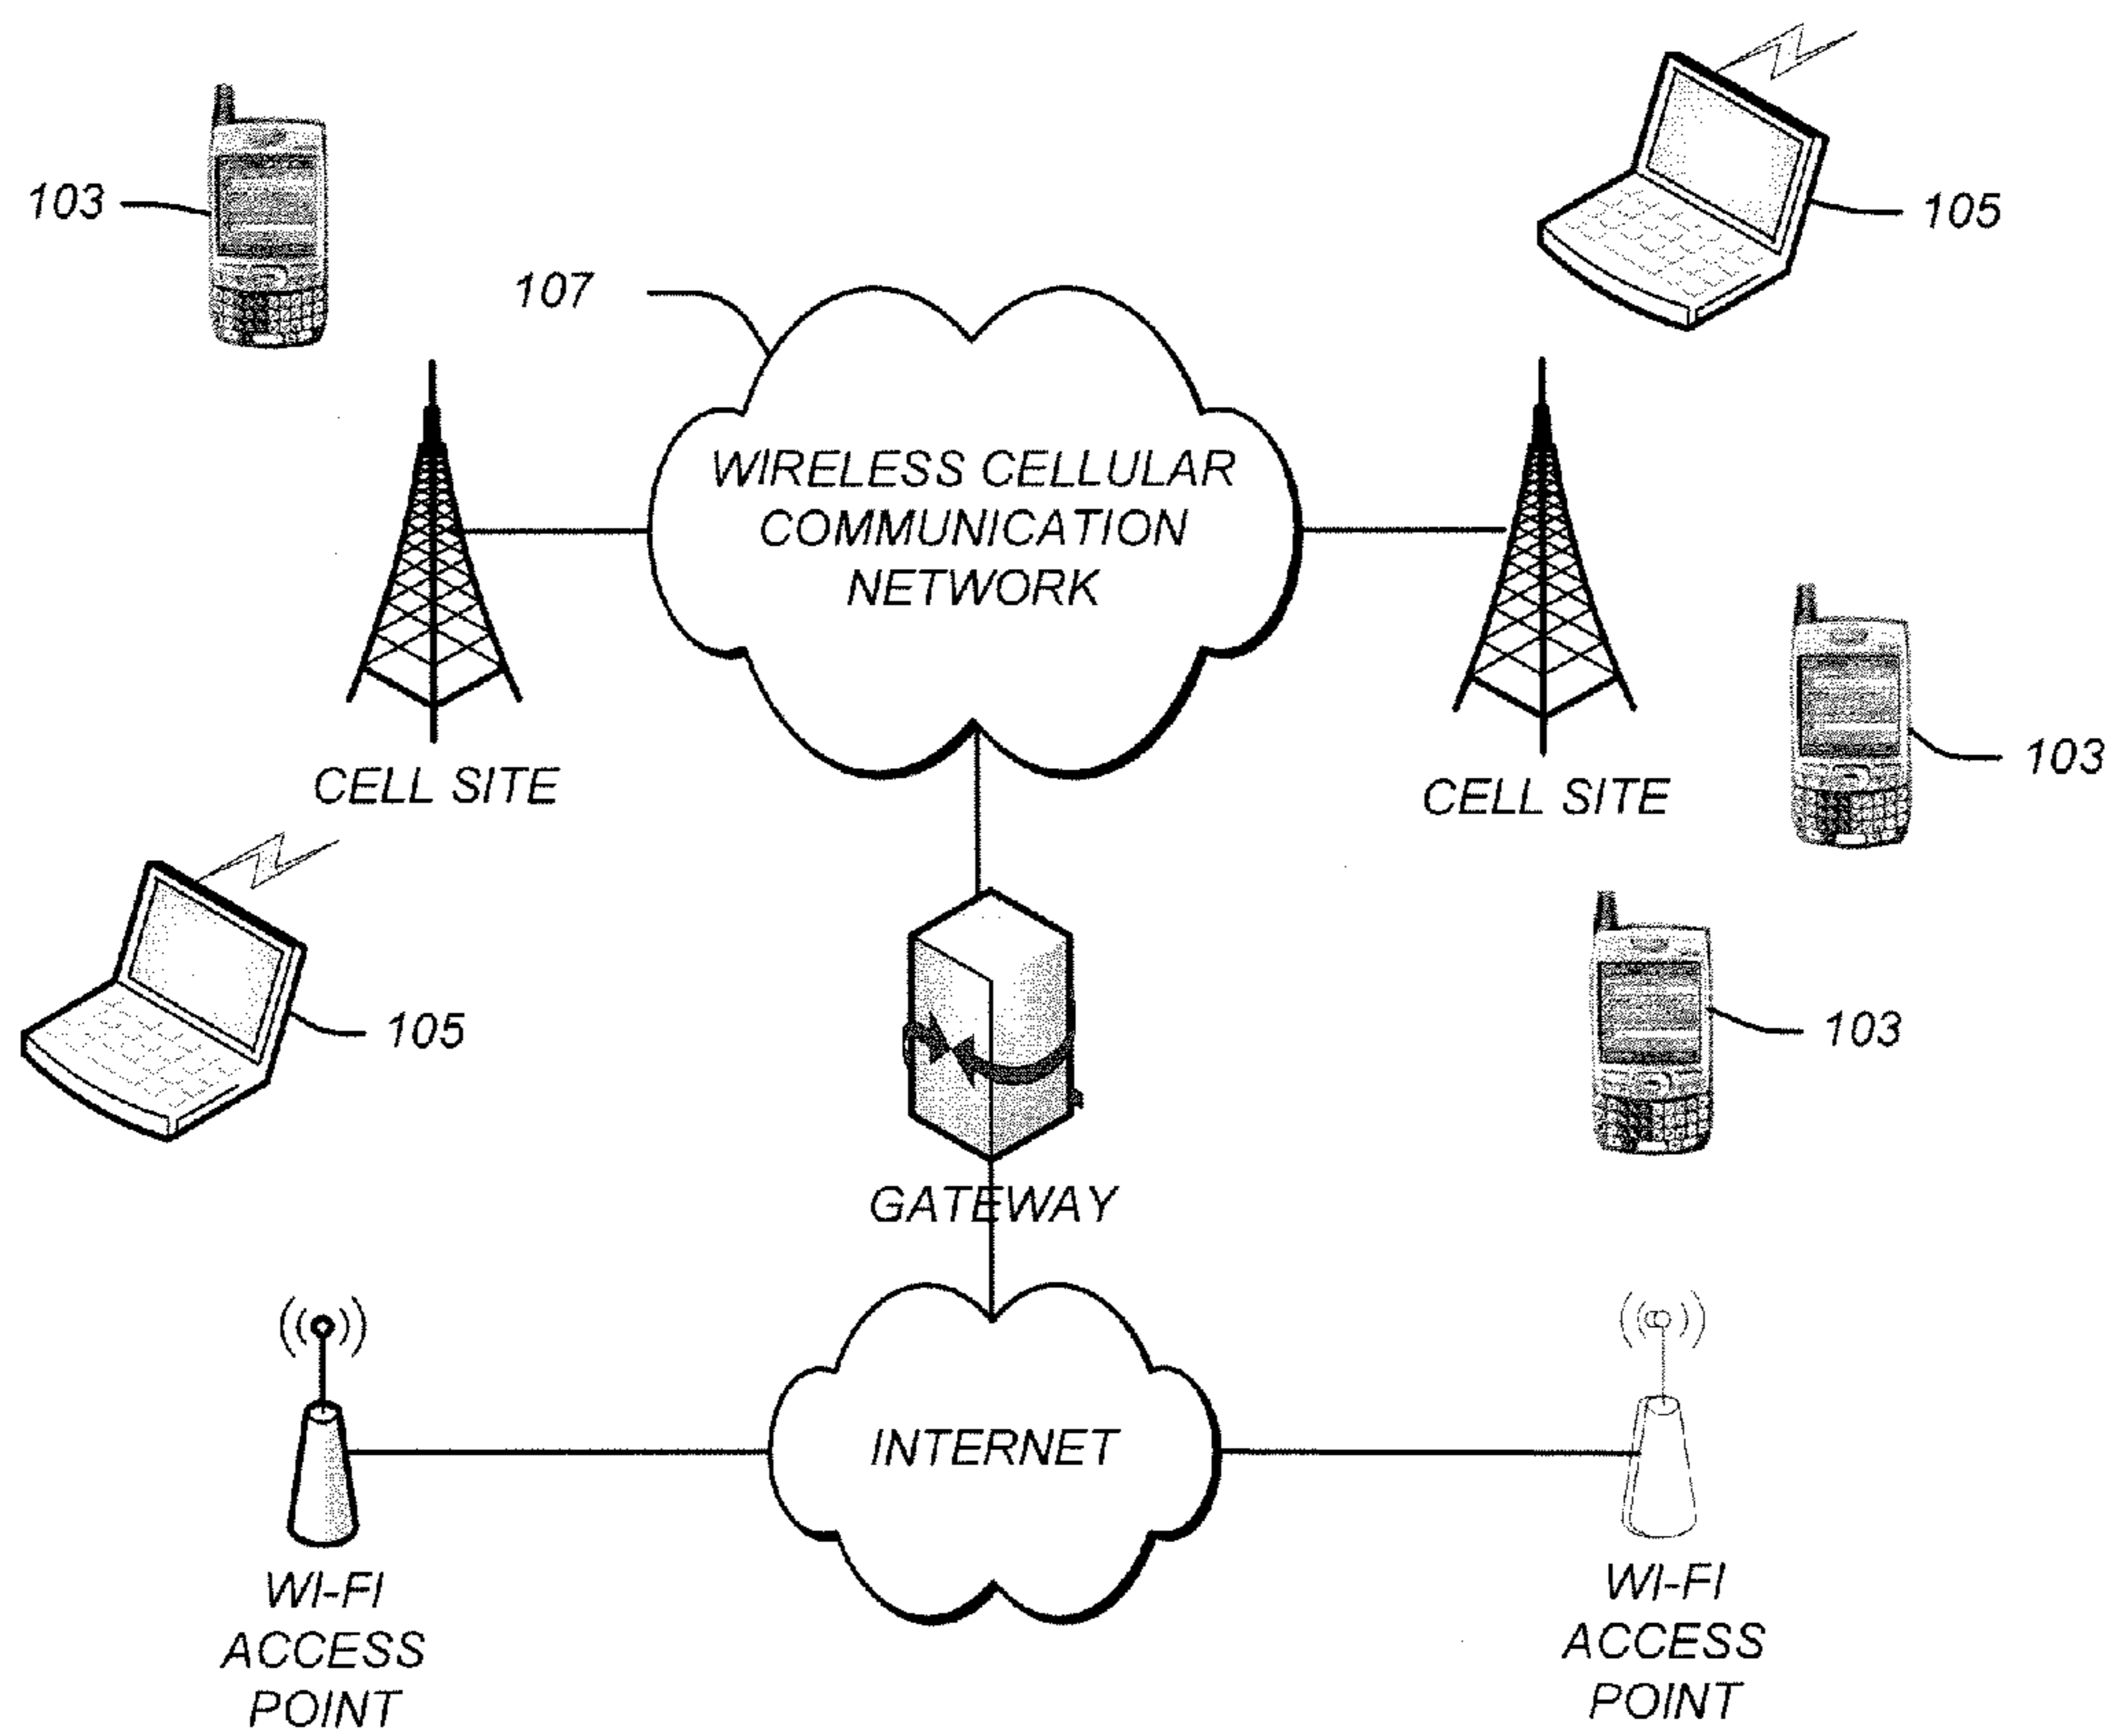 103
105
107
WIRELESS CELLULAR
COMMUNICATION
NETWORK
CELL SITE
CELL SITE
103
105
103
GATEWAY
INTERNET
WI-FI
ACCESS
POINT
WI-FI
ACCESS
POINT